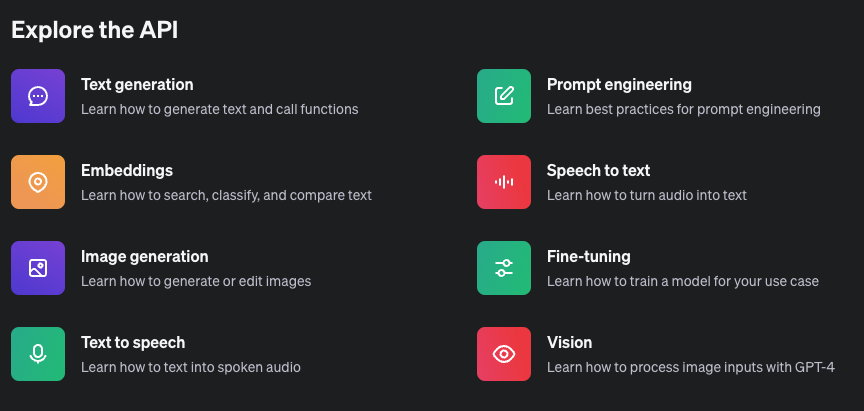 Explore the API
Text generation
Learn how to generate text and call functions
Prompt engineering
Learn best practices for prompt engineering
Embeddings
Learn how to search, classify, and compare text
Speech to text
Learn how to turn audio into text
Image generation
Learn how to generate or edit images
Fine-tuning
Learn how to train a model for your use case
Text to speech
Learn how to text into spoken audio
Vision
Learn how to process image inputs with GPT-4